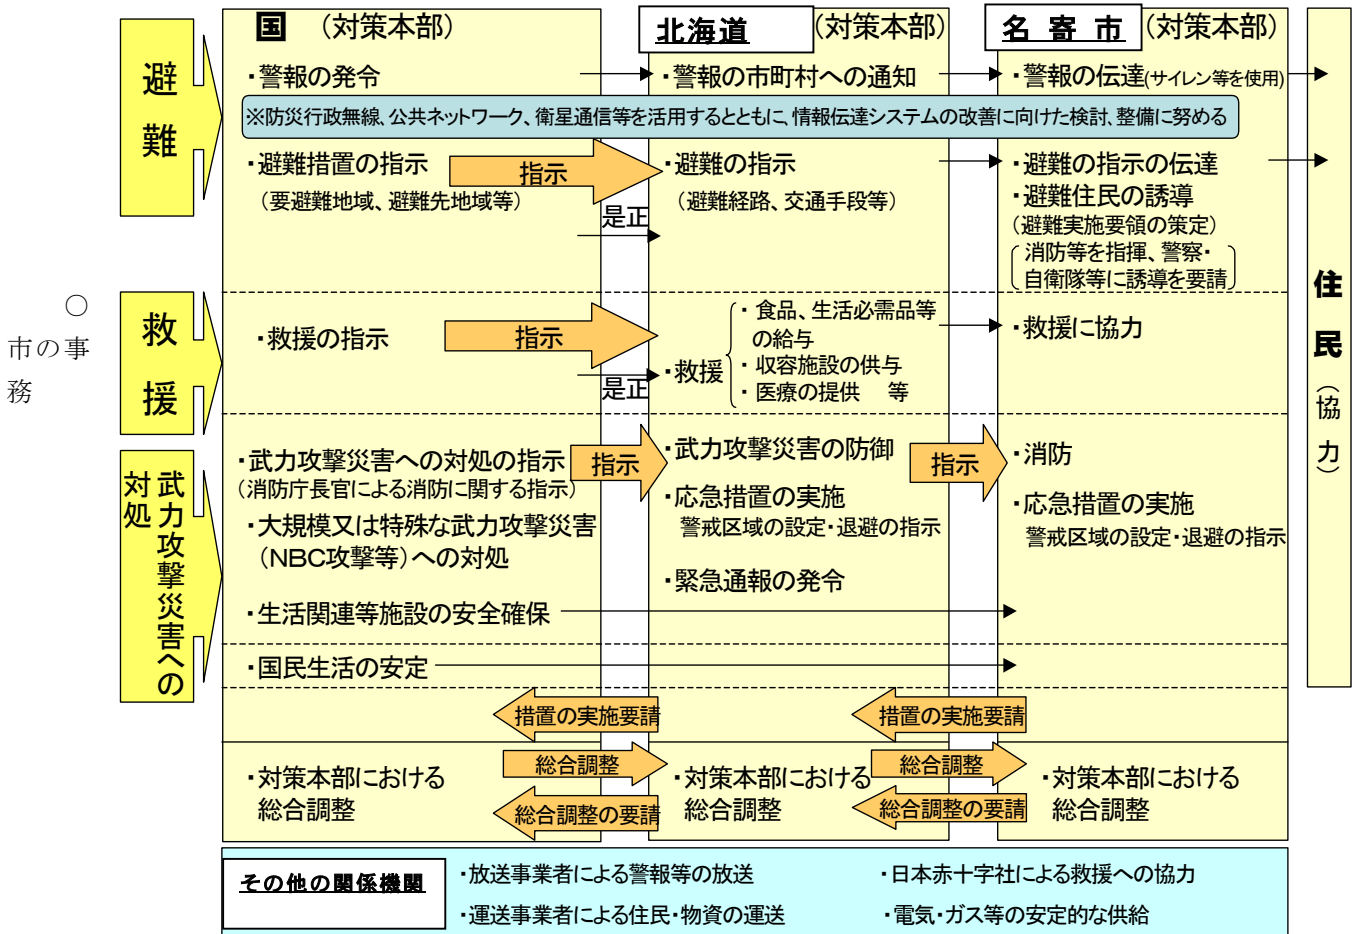 国 (対策本部)
北海道 (対策本部)
名 寄 市 (対策本部)
避難
・警報の発令
・警報の市町村への通知
・警報の伝達(サイレン等を使用)
※防災行政無線、公共ネットワーク、衛星通信等を活用するとともに、情報伝達システムの改善に向けた検討、整備に努める
・避難措置の指示
(要避難地域、避難先地域等)
指示
是正
・避難の指示
(避難経路、交通手段等)
・避難の指示の伝達
・避難住民の誘導
(避難実施要領の策定)
消防等を指揮、警察・
自衛隊等に誘導を要請
○
市の事
務
救援
・救援の指示
指示
是正
・救援
・ 食品、生活必需品等
の給与
・ 収容施設の供与
・ 医療の提供 等
・救援に協力
住民(協力)
武力攻撃災害への
対処
・武力攻撃災害への対処の指示
(消防庁長官による消防に関する指示)
・大規模又は特殊な武力攻撃災害
(NBC攻撃等)への対処
・生活関連等施設の安全確保
・国民生活の安定
指示
・武力攻撃災害の防御
・応急措置の実施
警戒区域の設定・退避の指示
・緊急通報の発令
指示
・消防
・応急措置の実施
警戒区域の設定・退避の指示
措置の実施要請
措置の実施要請
・対策本部における
総合調整
総合調整
総合調整の要請
・対策本部における
総合調整
総合調整
総合調整の要請
・対策本部における
総合調整
その他の関係機関
・放送事業者による警報等の放送
・日本赤十字社による救援への協力
・運送事業者による住民・物資の運送
・電気・ガス等の安定的な供給